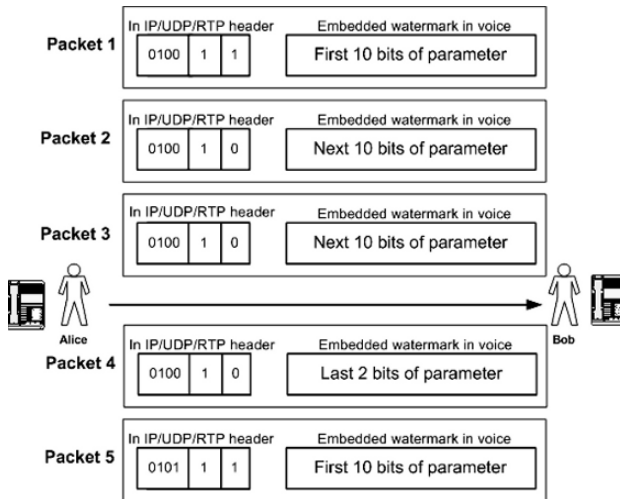 In IP/UDP/RTP header Embedded watermark in voice
Packet 1 0100 1 1 First 10 bits of parameter
In IP/UDP/RTP header Embedded watermark in voice
Packet 2 0100 1 0 Next 10 bits of parameter
In IP/UDP/RTP header Embedded watermark in voice
Packet 3 0100 1 0 Next 10 bits of parameter
Alice Bob
In IP/UDP/RTP header Embedded watermark in voice
Packet 4 0100 1 0 Last 2 bits of parameter
In IP/UDP/RTP header Embedded watermark in voice
Packet 5 0101 1 1 First 10 bits of parameter